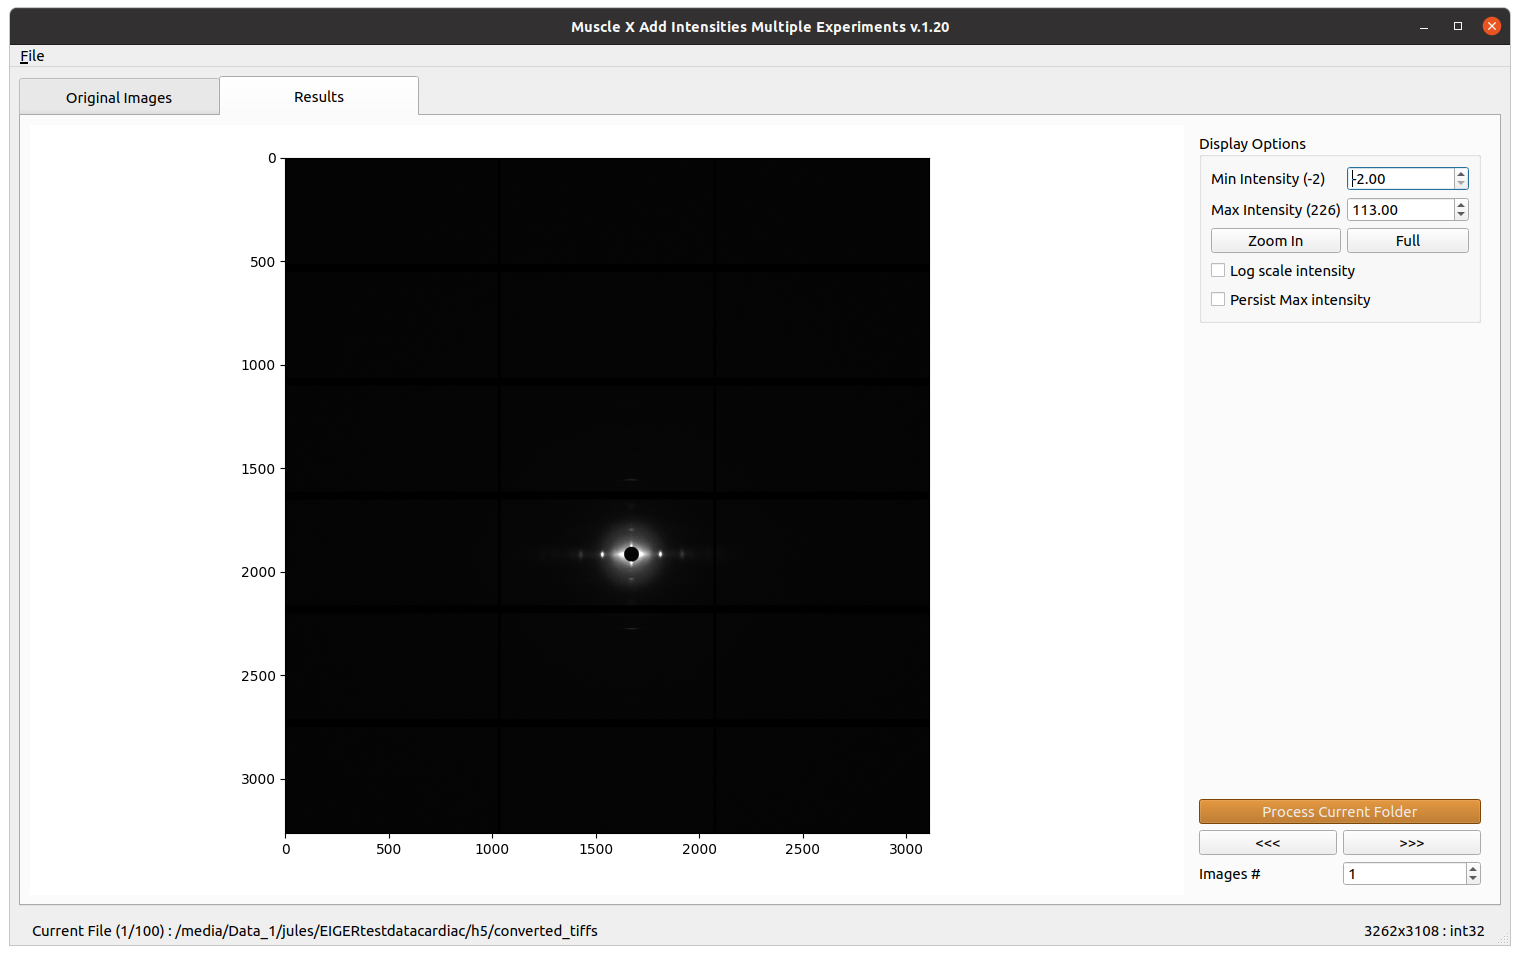 Muscle X Add Intensities Multiple Experiments v.1.20
File
Original Images
Results
Display Options
Min Intensity (-2)
-2.00
Max Intensity (226)
113.00
Zoom In
Full
Log scale intensity
Persist Max intensity
0
500
1000
1500
2000
2500
3000
0
500
1000
1500
2000
2500
3000
Process Current Folder
<<<
>>>
Images #
1
Current File (1/100) : /media/Data_1/jules/EIGERtestdatacardiac/h5/converted_tiffs
3262x3108 : int32